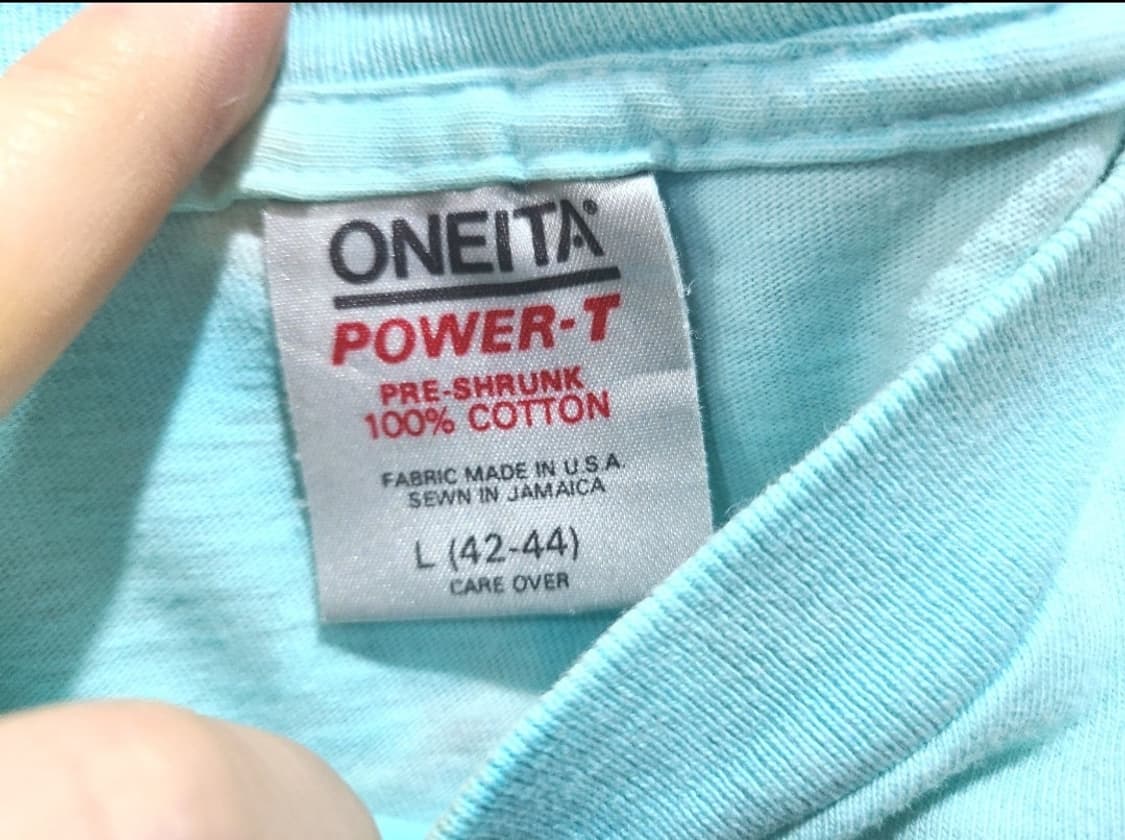 ONEITA®
POWER-T
PRE-SHRUNK
100% COTTON
FABRIC MADE IN U.S.A.
SEWN IN JAMAICA
L (42-44)
CARE OVER